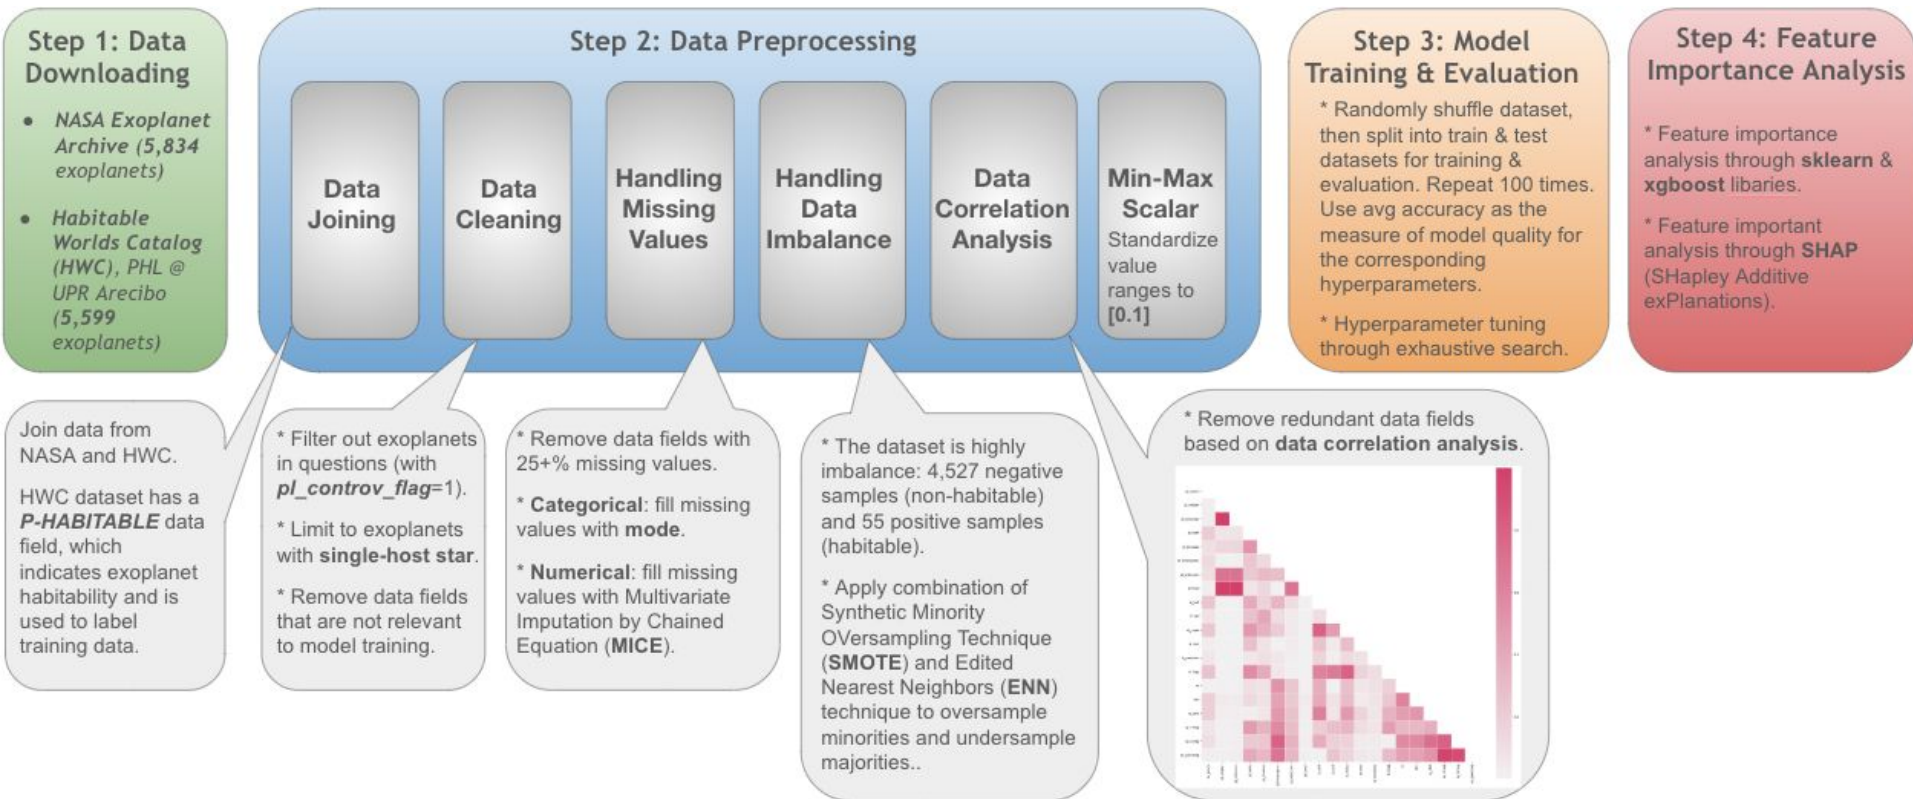 Step 1: Data
Downloading
● NASA Exoplanet
Archive (5,834
exoplanets)
● Habitable
Worlds Catalog
(HWC), PHL @
UPR Arecibo
(5,599
exoplanets)
Step 2: Data Preprocessing
Data
Joining
Data
Cleaning
Handling
Missing
Values
Handling
Data
Imbalance
Data
Correlation
Analysis
Min-Max
Scalar
Standardize
value
ranges to
[0.1]
Step 3: Model
Training & Evaluation
* Randomly shuffle dataset,
then split into train & test
datasets for training &
evaluation. Repeat 100 times.
Use avg accuracy as the
measure of model quality for
the corresponding
hyperparameters.
* Hyperparameter tuning
through exhaustive search.
Step 4: Feature
Importance Analysis
* Feature importance
analysis through sklearn &
xgboost libaries.
* Feature important
analysis through SHAP
(SHapley Additive
exPlanations).
Join data from
NASA and HWC.
HWC dataset has a
P-HABITABLE data
field, which
indicates exoplanet
habitability and is
used to label
training data.
* Filter out exoplanets
in questions (with
pl_controv_flag=1).
* Limit to exoplanets
with single-host star.
* Remove data fields
that are not relevant
to model training.
* Remove data fields with
25+% missing values.
* Categorical: fill missing
values with mode.
* Numerical: fill missing
values with Multivariate
Imputation by Chained
Equation (MICE).
* The dataset is highly
imbalance: 4,527 negative
samples (non-habitable)
and 55 positive samples
(habitable).
* Apply combination of
Synthetic Minority
OVersampling Technique
(SMOTE) and Edited
Nearest Neighbors (ENN)
technique to oversample
minorities and undersample
majorities..
* Remove redundant data fields
based on data correlation analysis.